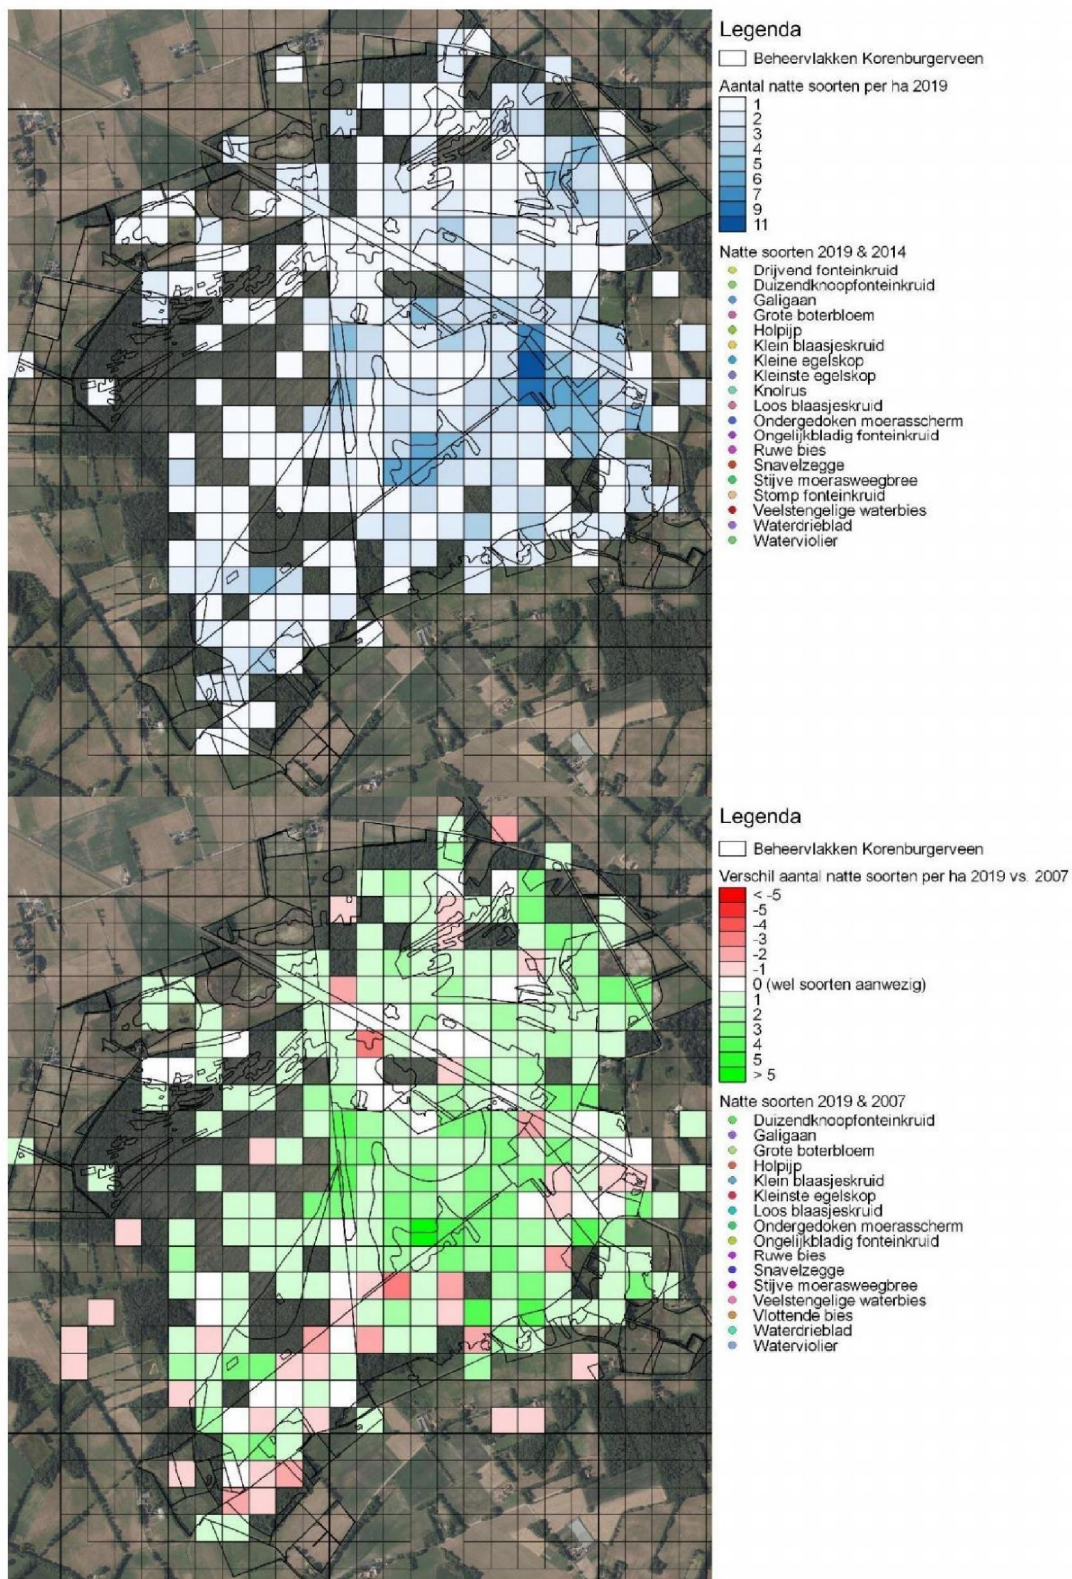 Legenda
Beheervlakken Korenburgerveen
Aantal natte soorten per ha 2019
1
2
3
4
5
6
7
9
11
Natte soorten 2019 & 2014
Drijvend fonteinkruid
Duizendknoopfonteinkruid
Galigaan
Grote boterbloem
Holpijp
Klein blaasjeskruid
Kleine egelskop
Kleinste egelskop
Knolrus
Loos blaasjeskruid
Ondergedoken moerasscherm
Ongelijkbladig fonteinkruid
Ruwe bies
Snavelzegge
Stijve moerasweegbree
Stomp fonteinkruid
Veelstengelige waterbies
Waterdrieblad
Waterviolier
Legenda
Beheervlakken Korenburgerveen
Verschil aantal natte soorten per ha 2019 vs. 2007
< -5
-5
-4
-3
-2
-1
0 (wel soorten aanwezig)
1
2
3
4
5
> 5
Natte soorten 2019 & 2007
Duizendknoopfonteinkruid
Galigaan
Grote boterbloem
Holpijp
Klein blaasjeskruid
Kleinste egelskop
Loos blaasjeskruid
Ondergedoken moerasscherm
Ongelijkbladig fonteinkruid
Ruwe bies
Snavelzegge
Stijve moerasweegbree
Veelstengelige waterbies
Vlottende bies
Waterdrieblad
Waterviolier